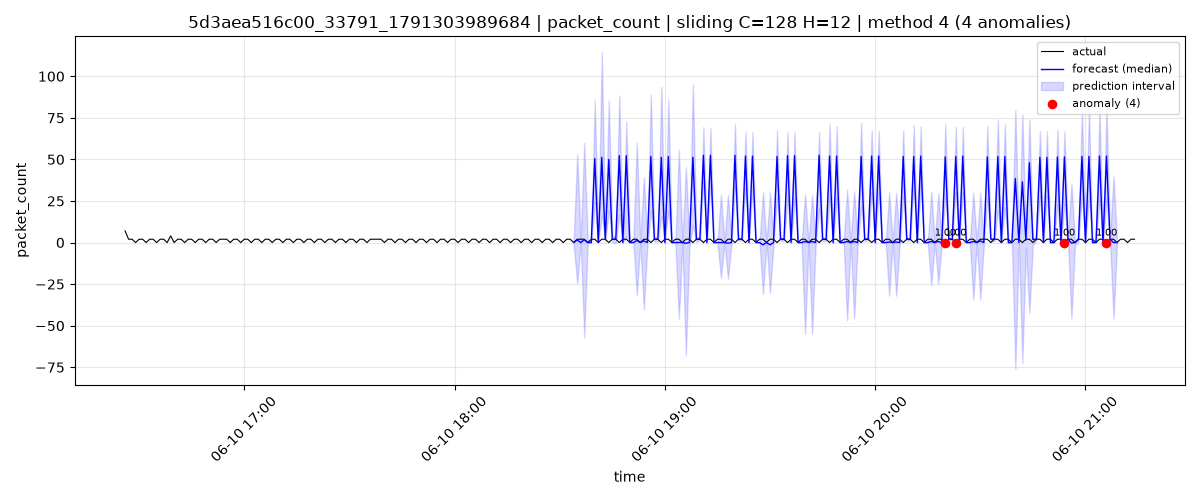 5d3aea516c00_33791_1791303989684 | packet_count | sliding C=128 H=12 | method 4 (4 anomalies)
actual
forecast (median)
prediction interval
anomaly (4)
packet_count
100
75
50
25
0
−25
−50
−75
1.00
1.00
06-10 17:00
06-10 18:00
06-10 19:00
06-10 20:00
06-10 21:00
time